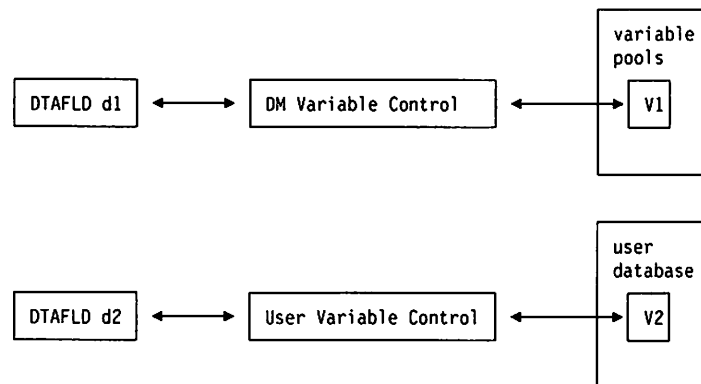 variable
pools
DTAFLD d1
DM Variable Control
V1
user
database
DTAFLD d2
User Variable Control
V2